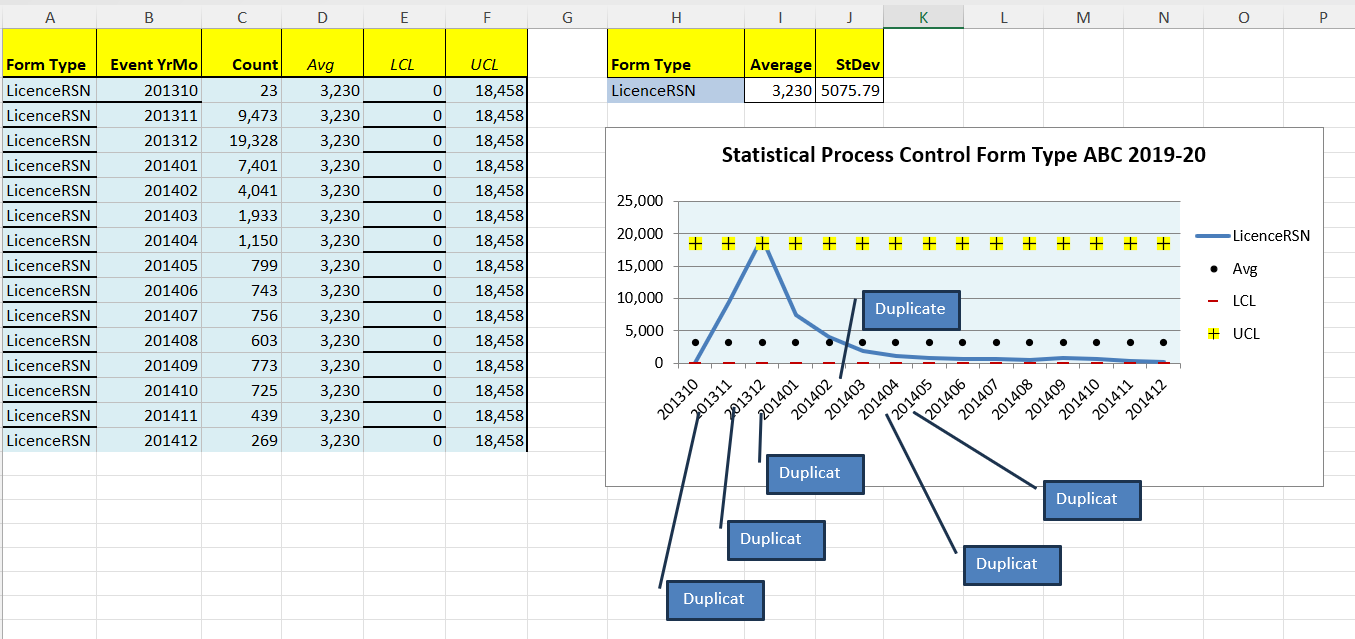 A B C D E F G H I J K L M N O P
Form Type Event YrMo Count Avg LCL UCL
LicenceRSN 201310 23 3,230 0 18,458
LicenceRSN 201311 9,473 3,230 0 18,458
LicenceRSN 201312 19,328 3,230 0 18,458
LicenceRSN 201401 7,401 3,230 0 18,458
LicenceRSN 201402 4,041 3,230 0 18,458
LicenceRSN 201403 1,933 3,230 0 18,458
LicenceRSN 201404 1,150 3,230 0 18,458
LicenceRSN 201405 799 3,230 0 18,458
LicenceRSN 201406 743 3,230 0 18,458
LicenceRSN 201407 756 3,230 0 18,458
LicenceRSN 201408 603 3,230 0 18,458
LicenceRSN 201409 773 3,230 0 18,458
LicenceRSN 201410 725 3,230 0 18,458
LicenceRSN 201411 439 3,230 0 18,458
LicenceRSN 201412 269 3,230 0 18,458
Form Type Average StDev
LicenceRSN 3,230 5075.79
Statistical Process Control Form Type ABC 2019-20
25,000
20,000
15,000
10,000
5,000
0
201310 201311 201312 201401 201402 201403 201404 201405 201406 201407 201408 201409 201410 201411 201412
LicenceRSN
Avg
LCL
UCL
Duplicate
Duplicat
Duplicat
Duplicat
Duplicat
Duplicat